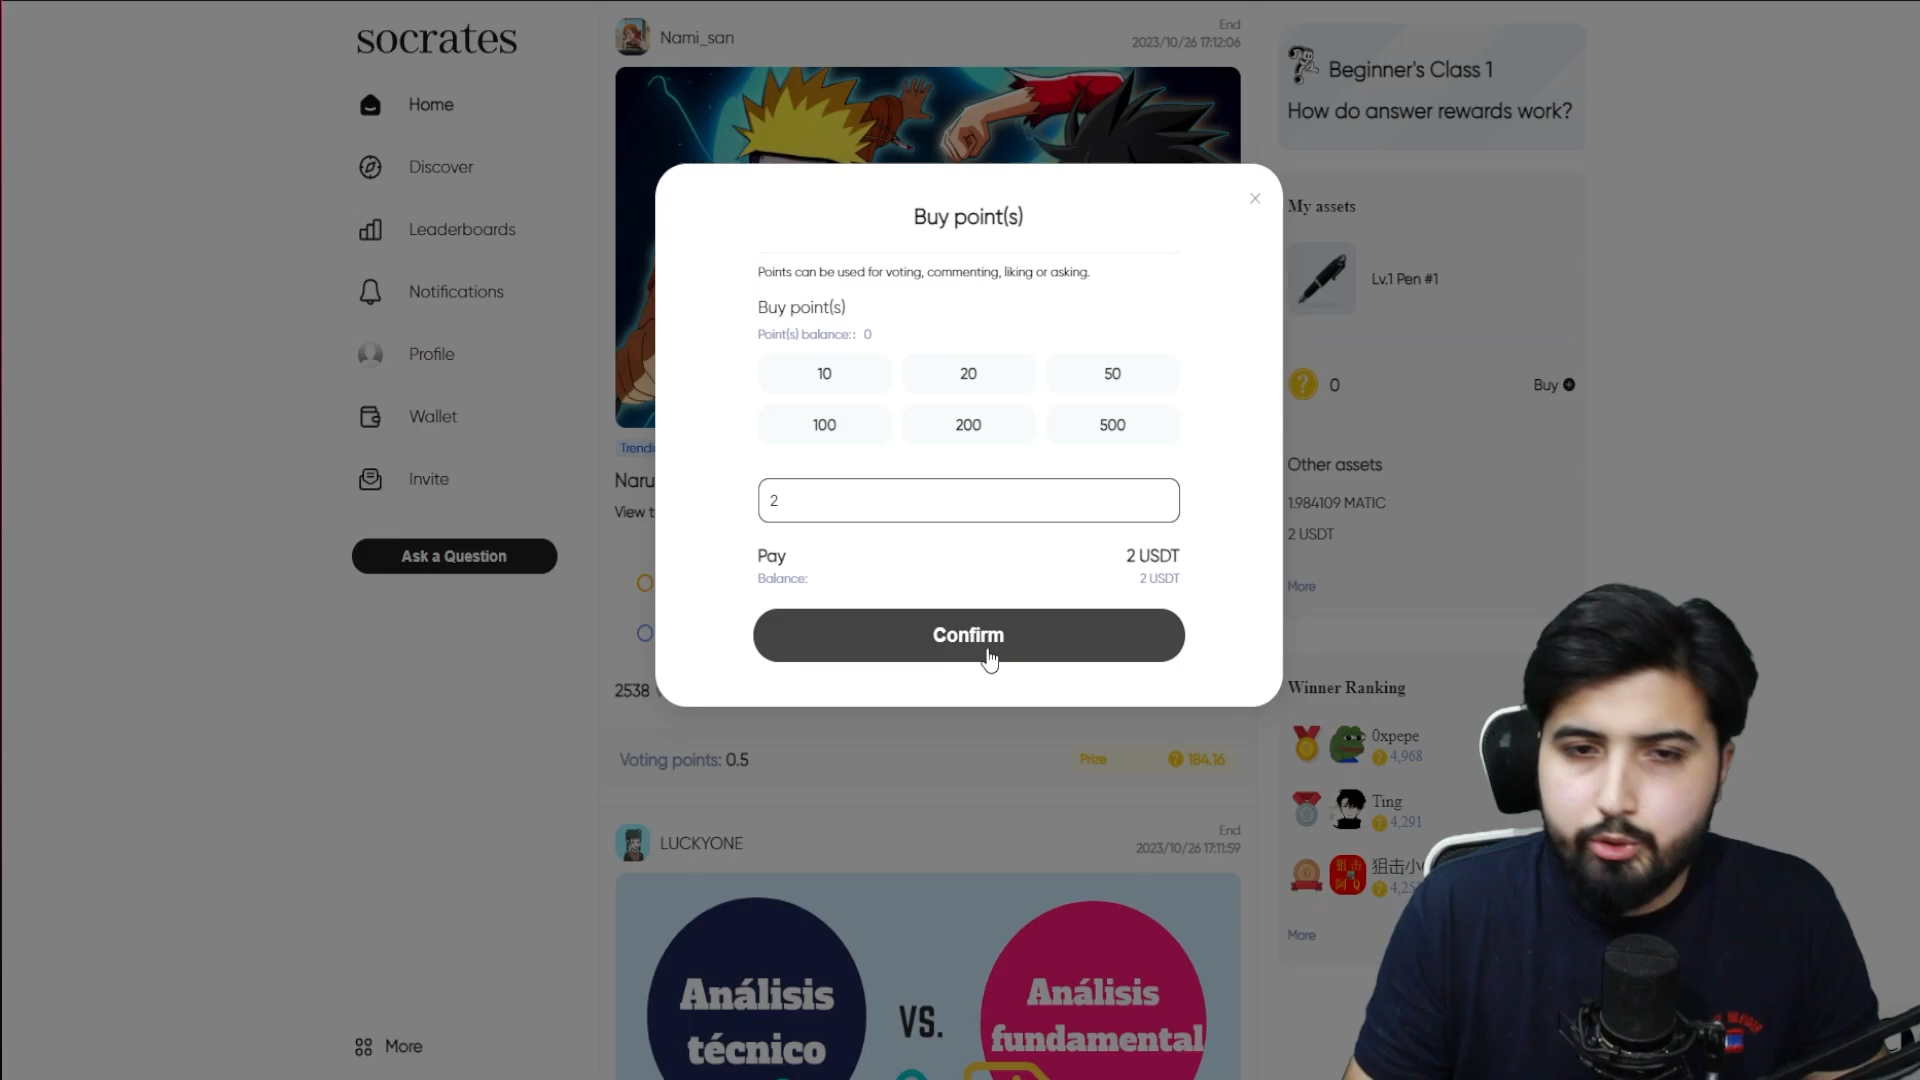 socrates
Home
Discover
Leaderboards
Notifications
Profile
Wallet
Invite
Ask a Question
More
Nami_san
End
2023/10/26 17:12:06
Buy point(s)
Points can be used for voting, commenting, liking or asking.
Buy point(s)
Point(s) balance:: 0
10 20 50
100 200 500
2
Pay 2 USDT
Balance: 2 USDT
Confirm
2538
Voting points: 0.5
Prize 184.16
LUCKYONE
End
2023/10/26 17:11:59
Análisis
técnico
VS.
Análisis
fundamental
Beginner's Class 1
How do answer rewards work?
My assets
Lv.1 Pen #1
0 Buy
Other assets
1.984109 MATIC
2 USDT
More
Winner Ranking
0xpepe
4,968
Ting
4,291
狙击小
More